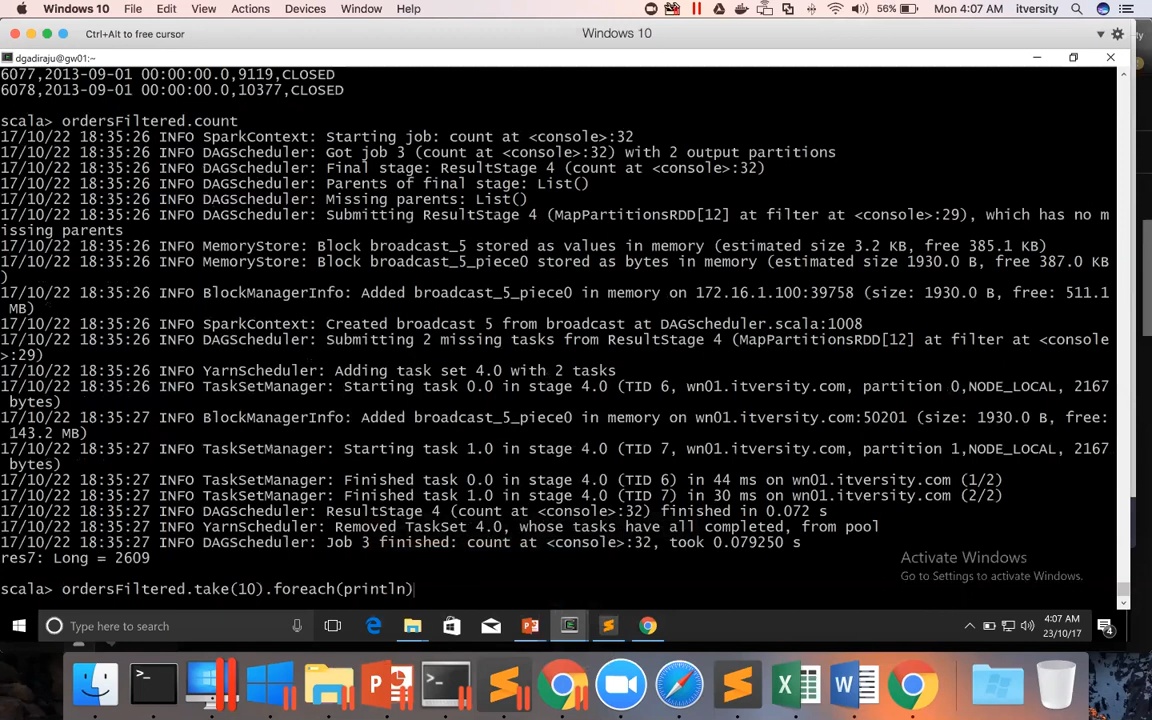 Windows 10 File Edit View Actions Devices Window Help 56% Mon 4:07 AM itversity
Ctrl+Alt to free cursor Windows 10
dgadiraju@gw01:~
6077,2013-09-01 00:00:00.0,9119,CLOSED
6078,2013-09-01 00:00:00.0,10377,CLOSED
scala> ordersFiltered.count
17/10/22 18:35:26 INFO SparkContext: Starting job: count at <console>:32
17/10/22 18:35:26 INFO DAGScheduler: Got job 3 (count at <console>:32) with 2 output partitions
17/10/22 18:35:26 INFO DAGScheduler: Final stage: ResultStage 4 (count at <console>:32)
17/10/22 18:35:26 INFO DAGScheduler: Parents of final stage: List()
17/10/22 18:35:26 INFO DAGScheduler: Missing parents: List()
17/10/22 18:35:26 INFO DAGScheduler: Submitting ResultStage 4 (MapPartitionsRDD[12] at filter at <console>:29), which has no m
issing parents
17/10/22 18:35:26 INFO MemoryStore: Block broadcast_5 stored as values in memory (estimated size 3.2 KB, free 385.1 KB)
17/10/22 18:35:26 INFO MemoryStore: Block broadcast_5_piece0 stored as bytes in memory (estimated size 1930.0 B, free 387.0 KB
)
17/10/22 18:35:26 INFO BlockManagerInfo: Added broadcast_5_piece0 in memory on 172.16.1.100:39758 (size: 1930.0 B, free: 511.1
MB)
17/10/22 18:35:26 INFO SparkContext: Created broadcast 5 from broadcast at DAGScheduler.scala:1008
17/10/22 18:35:26 INFO DAGScheduler: Submitting 2 missing tasks from ResultStage 4 (MapPartitionsRDD[12] at filter at <console
>:29)
17/10/22 18:35:26 INFO YarnScheduler: Adding task set 4.0 with 2 tasks
17/10/22 18:35:26 INFO TaskSetManager: Starting task 0.0 in stage 4.0 (TID 6, wn01.itversity.com, partition 0,NODE_LOCAL, 2167
bytes)
17/10/22 18:35:27 INFO BlockManagerInfo: Added broadcast_5_piece0 in memory on wn01.itversity.com:50201 (size: 1930.0 B, free:
143.2 MB)
17/10/22 18:35:27 INFO TaskSetManager: Starting task 1.0 in stage 4.0 (TID 7, wn01.itversity.com, partition 1,NODE_LOCAL, 2167
bytes)
17/10/22 18:35:27 INFO TaskSetManager: Finished task 0.0 in stage 4.0 (TID 6) in 44 ms on wn01.itversity.com (1/2)
17/10/22 18:35:27 INFO TaskSetManager: Finished task 1.0 in stage 4.0 (TID 7) in 30 ms on wn01.itversity.com (2/2)
17/10/22 18:35:27 INFO DAGScheduler: ResultStage 4 (count at <console>:32) finished in 0.072 s
17/10/22 18:35:27 INFO YarnScheduler: Removed TaskSet 4.0, whose tasks have all completed, from pool
17/10/22 18:35:27 INFO DAGScheduler: Job 3 finished: count at <console>:32, took 0.079250 s
res7: Long = 2609
Activate Windows
Go to Settings to activate Windows.
scala> ordersFiltered.take(10).foreach(println)
Type here to search
4:07 AM
23/10/17
4